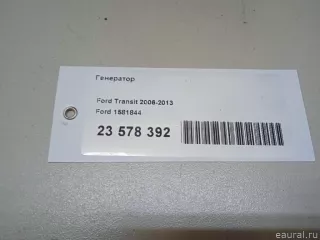 Генератор
Ford Transit 2006-2013
Ford 1581844
23 578 392
eaural.ru